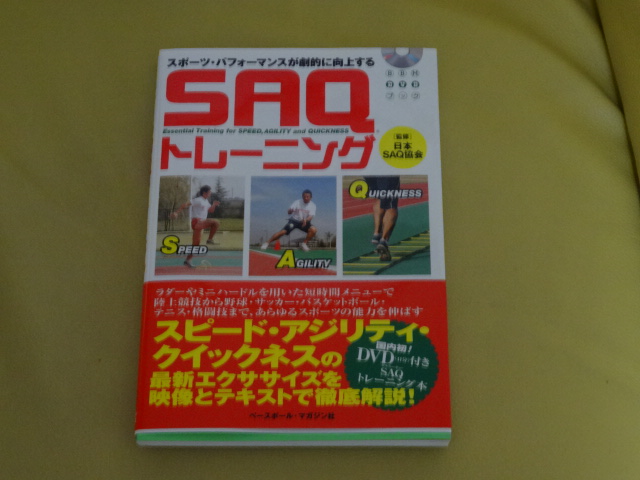 スポーツ・パフォーマンスが劇的に向上する
SAQ
Essential Training for SPEED, AGILITY and QUICKNESS
トレーニング
監修
日本
SAQ協会
SPEED
AGILITY
QUICKNESS
ラダーやミニハードルを用いた短時間メニューで
陸上競技から野球・サッカー・バスケットボール・
テニス・格闘技まで、あらゆるスポーツの能力を伸ばす
スピード・アジリティ・
クイックネスの
最新エクササイズを
映像とテキストで徹底解説!
国内初!
DVD付き
SAQ
トレーニング本
ベースボール・マガジン社